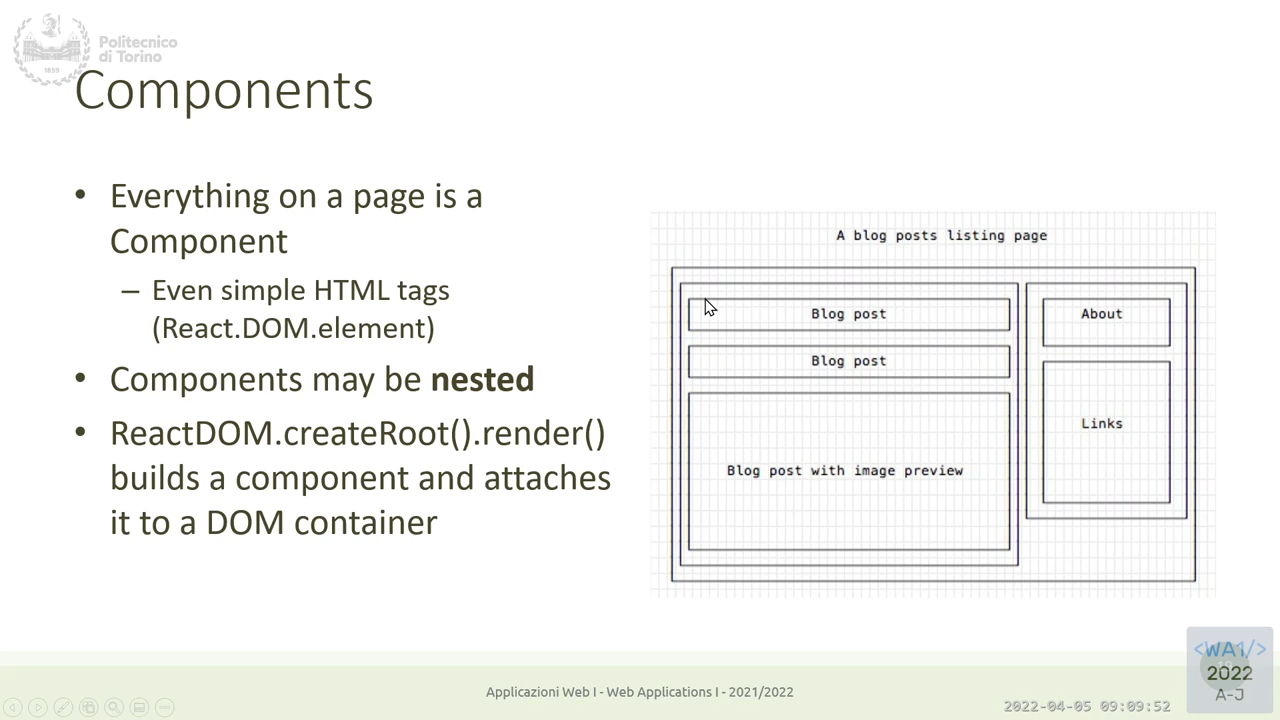 Politecnico
di Torino
1859
Components
• Everything on a page is a
Component
– Even simple HTML tags
(React.DOM.element)
• Components may be nested
• ReactDOM.createRoot().render()
builds a component and attaches
it to a DOM container
A blog posts listing page
Blog post
Blog post
Blog post with image preview
About
Links
Applicazioni Web I - Web Applications I - 2021/2022
<WA1/>
2022
A-J
2022-04-05 09:09:52